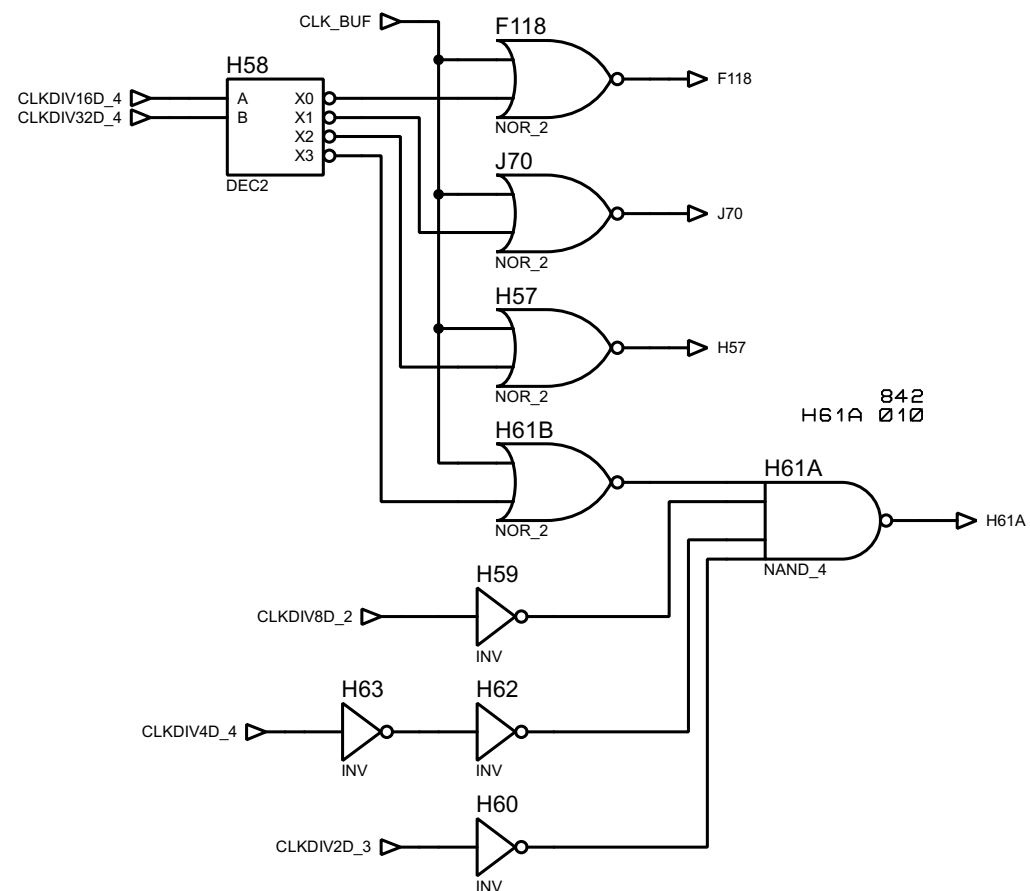 CLK_BUF
F118
F118
NOR_2
H58
CLKDIV16D_4
CLKDIV32D_4
A X0
B X1
X2
X3
DEC2
J70
J70
NOR_2
H57
H57
NOR_2
842
H61A 010
H61B
NOR_2
H61A
H61A
NAND_4
H59
CLKDIV8D_2
INV
H63
H62
CLKDIV4D_4
INV
INV
H60
CLKDIV2D_3
INV